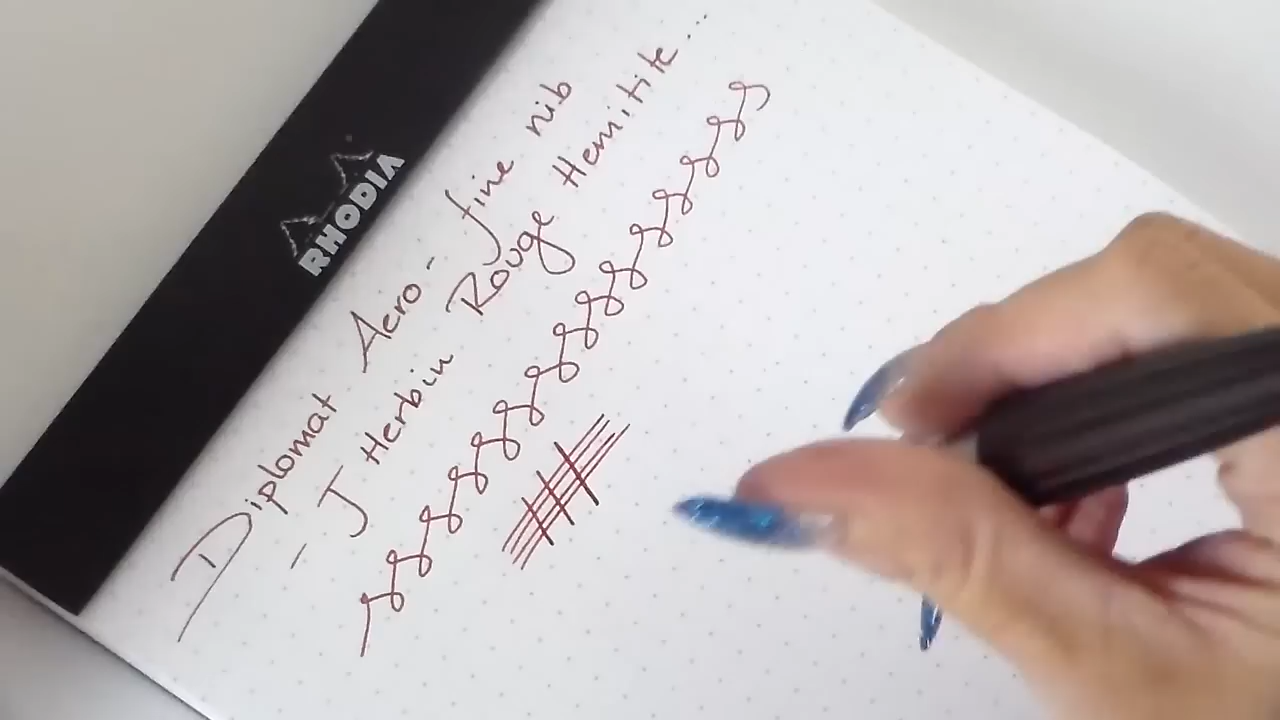 RHODIA
Diplomat Aero - fine nib
- J Herbin Rouge Hemitite...